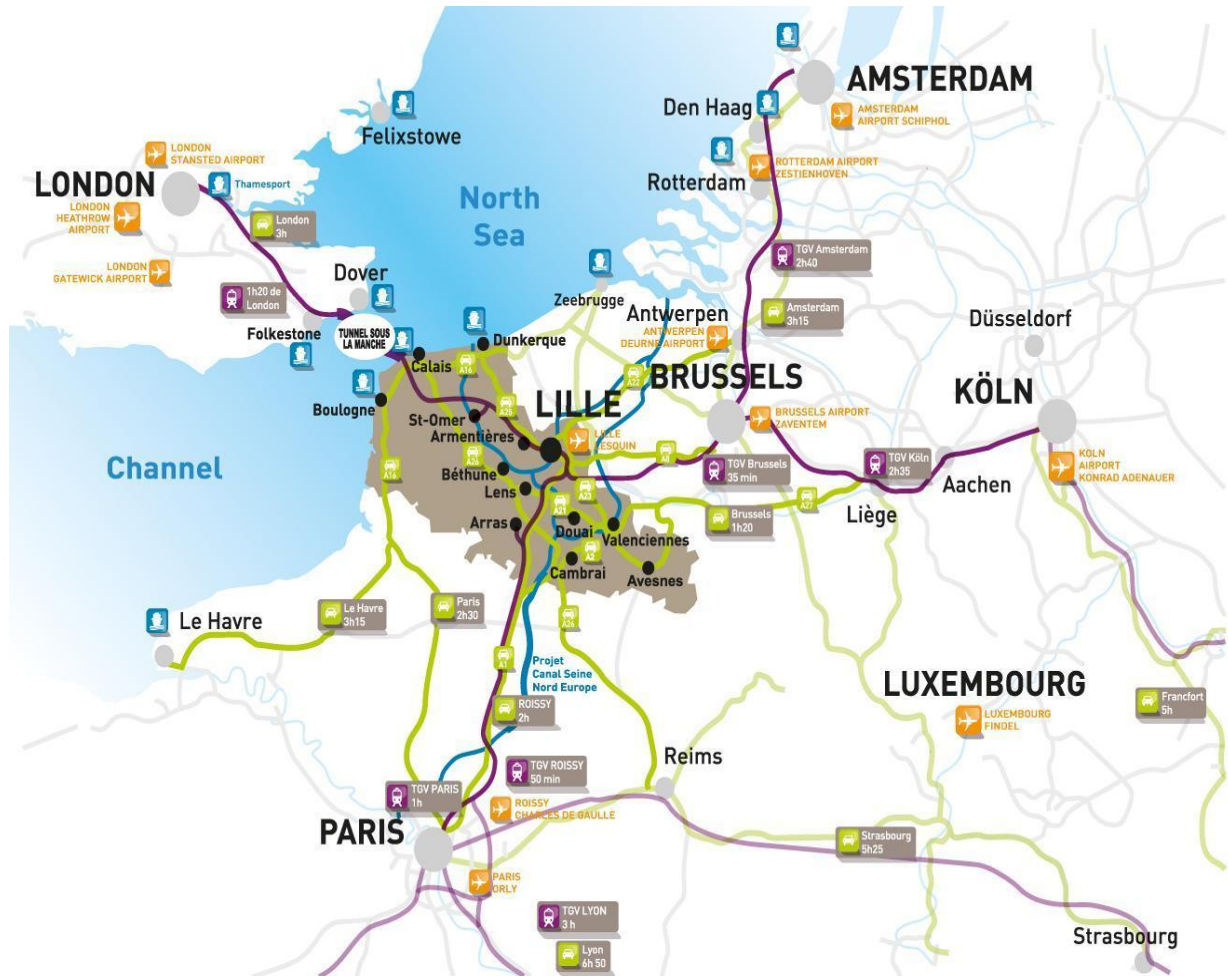 AMSTERDAM
AMSTERDAM
AIRPORT SCHIPHOL
Den Haag
Felixstowe
LONDON
STANSTED AIRPORT
ROTTERDAM AIRPORT
ZESTIENHOVEN
LONDON
Thamesport
Rotterdam
North
Sea
LONDON
HEATHROW
AIRPORT
London
3h
TGV Amsterdam
2h40
LONDON
GATEWICK AIRPORT
Dover
1h20 de
London
Zeebrugge
Antwerpen
Amsterdam
3h15
Düsseldorf
Folkestone
TUNNEL SOUS
LA MANCHE
ANTWERPEN
DEURNE AIRPORT
Dunkerque
Calais
A16
A22
BRUSSELS
KÖLN
Boulogne
A25
LILLE
St-Omer
Armentières
LILLE
LESQUIN
BRUSSELS AIRPORT
ZAVENTEM
Channel
A16
A26
Béthune
A8
TGV Brussels
35 min
TGV Köln
2h35
Aachen
KOLN
AIRPORT
KONRAD ADENAUER
Lens
A23
A27
Liège
A21
Arras
Douai
Valenciennes
Brussels
1h20
A2
Cambrai
Avesnes
Le Havre
Le Havre
3h15
Paris
2h30
A26
A1
Projet
Canal Seine
Nord Europe
LUXEMBOURG
ROISSY
2h
LUXEMBOURG
FINDEL
Francfort
5h
Reims
TGV ROISSY
50 min
TGV PARIS
1h
ROISSY
CHARLES DE GAULLE
PARIS
Strasbourg
5h25
PARIS
ORLY
TGV LYON
3 h
Lyon
6h 50
Strasbourg